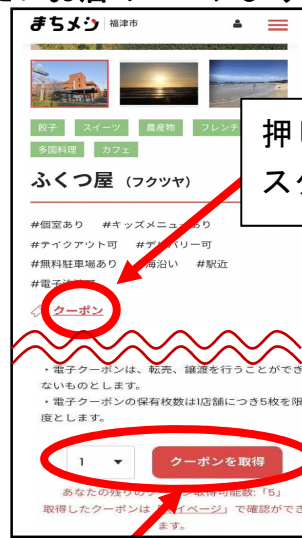 まちメシ 福津市
餃子 スイーツ 農産物 フレンチ
多国料理 カフェ
押し
ふくつ屋 (フクツヤ)
#個室あり #キッズメニューあり
#テイクアウト可 #デリバリー可
#無料駐車場あり 海沿い #駅近
クーポン
・電子クーポンは、転売、譲渡を行うことができ
ないものとします。
・電子クーポンの保有枚数は1店舗につき5枚を限
度とします。
1 クーポンを取得
あなたの残りのクーポン取得可能数:「5」
取得したクーポンは イページ」で確認ができ
ます。